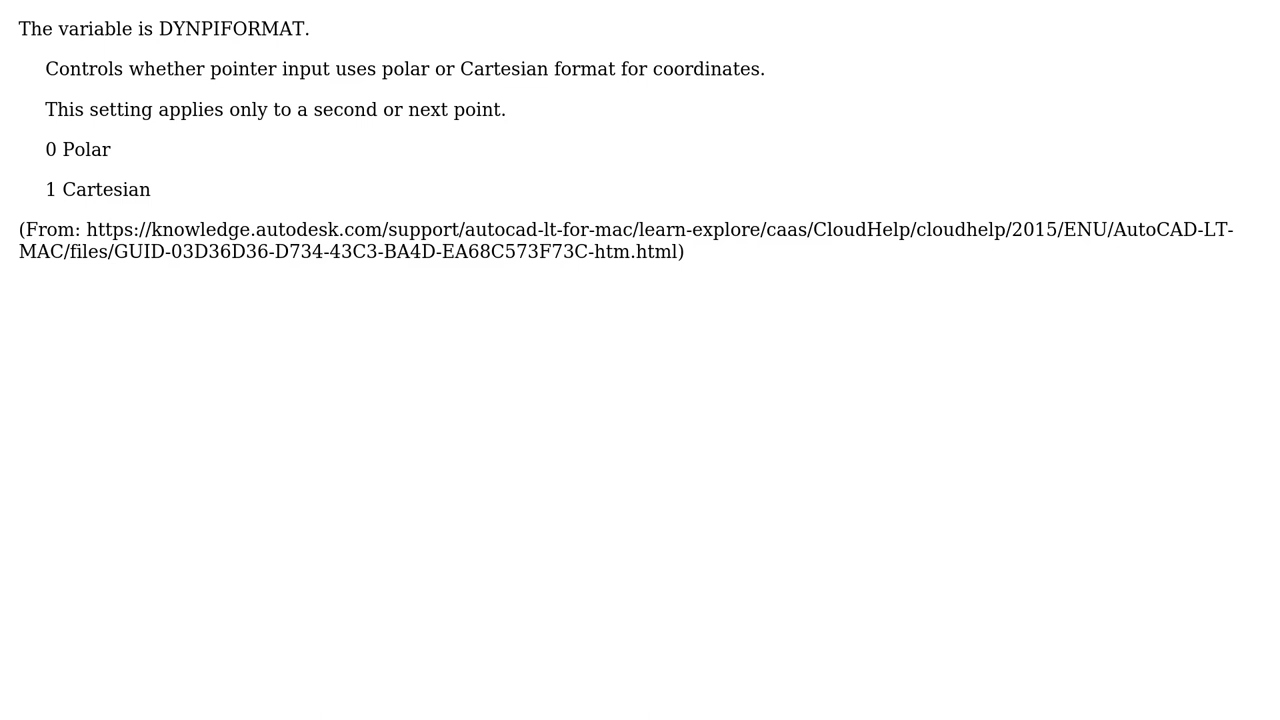 The variable is DYNPIFORMAT.
Controls whether pointer input uses polar or Cartesian format for coordinates.
This setting applies only to a second or next point.
0 Polar
1 Cartesian
(From: https://knowledge.autodesk.com/support/autocad-lt-for-mac/learn-explore/caas/CloudHelp/cloudhelp/2015/ENU/AutoCAD-LT-
MAC/files/GUID-03D36D36-D734-43C3-BA4D-EA68C573F73C-htm.html)